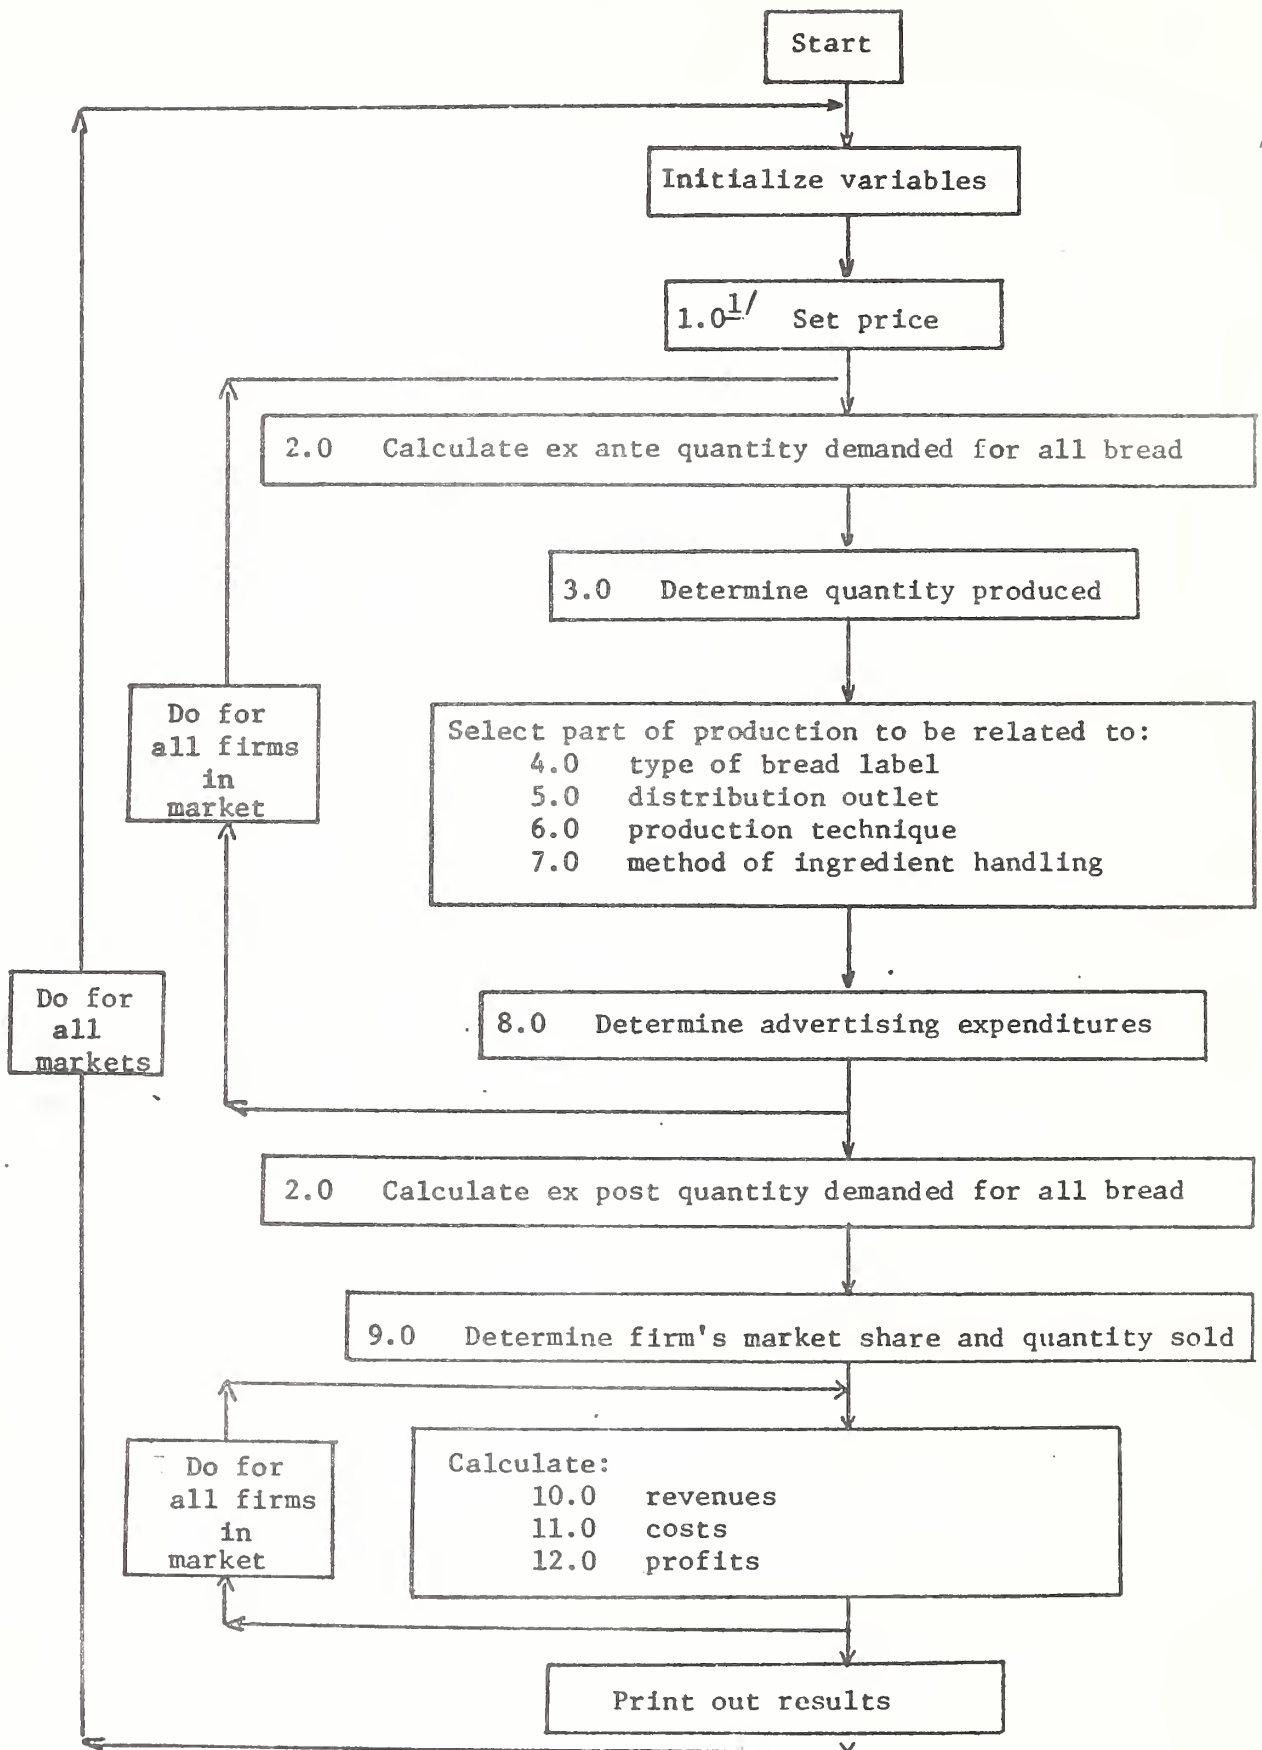 Start
Initialize variables
1.0 1/ Set price
2.0 Calculate ex ante quantity demanded for all bread
3.0 Determine quantity produced
Do for
all firms
in
market
Select part of production to be related to:
4.0 type of bread label
5.0 distribution outlet
6.0 production technique
7.0 method of ingredient handling
Do for
all
markets
8.0 Determine advertising expenditures
2.0 Calculate ex post quantity demanded for all bread
9.0 Determine firm's market share and quantity sold
Do for
all firms
in
market
Calculate:
10.0 revenues
11.0 costs
12.0 profits
Print out results